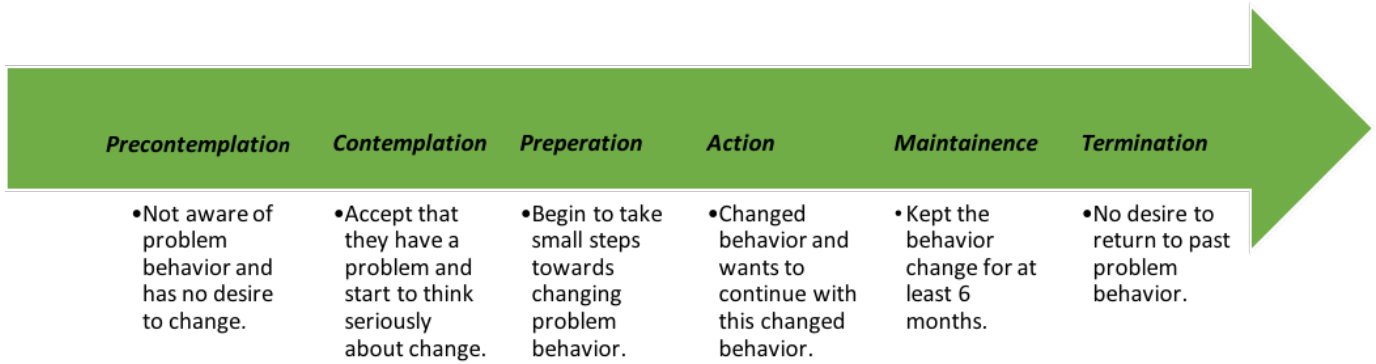 Precontemplation Contemplation Preperation Action Maintainence Termination
•Not aware of
problem
behavior and
has no desire
to change.
•Accept that
they have a
problem and
start to think
seriously
about change.
•Begin to take
small steps
towards
changing
problem
behavior.
•Changed
behavior and
wants to
continue with
this changed
behavior.
• Kept the
behavior
change for at
least 6
months.
•No desire to
return to past
problem
behavior.